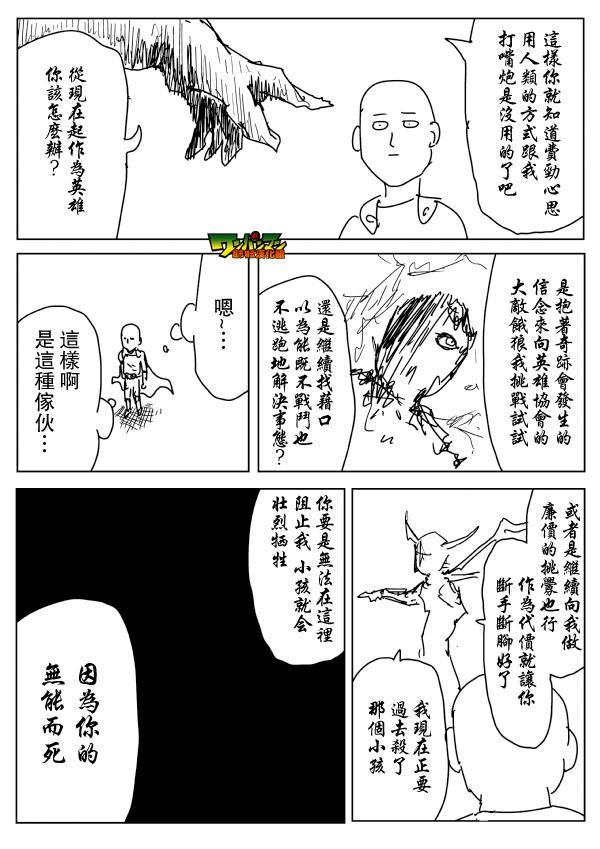 這樣你就知道費勁心思
用人類的方式跟我
打嘴炮是沒用的了吧
從現在起作為英雄
你該怎麼辦？
ワンパンマン
是抱著奇跡會發生的
信念來向英雄協會的
大敵餓狼我挑戰試試
還是繼續找藉口
以為能既不戰鬥也
不逃跑地解決事態？
嗯~…
這樣啊
是這種傢伙…
或者是繼續向我做
廉價的挑釁也行
作為代價就讓你
斷手斷腳好了
我現在正要
過去殺了
那個小孩
你要是無法在這裡
阻止我 小孩就会
壯烈牺牲
因為你的
無能而死